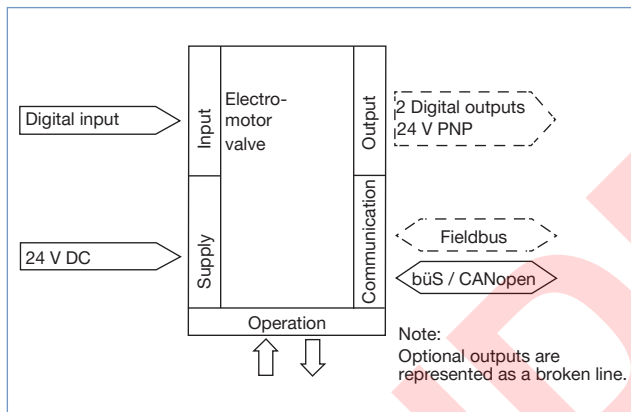 Digital input
Input
Electro-
motor
valve
Output
2 Digital outputs
24 V PNP
24 V DC
Supply
Communication
Fieldbus
büS / CANopen
Operation
Note:
Optional outputs are
represented as a broken line.